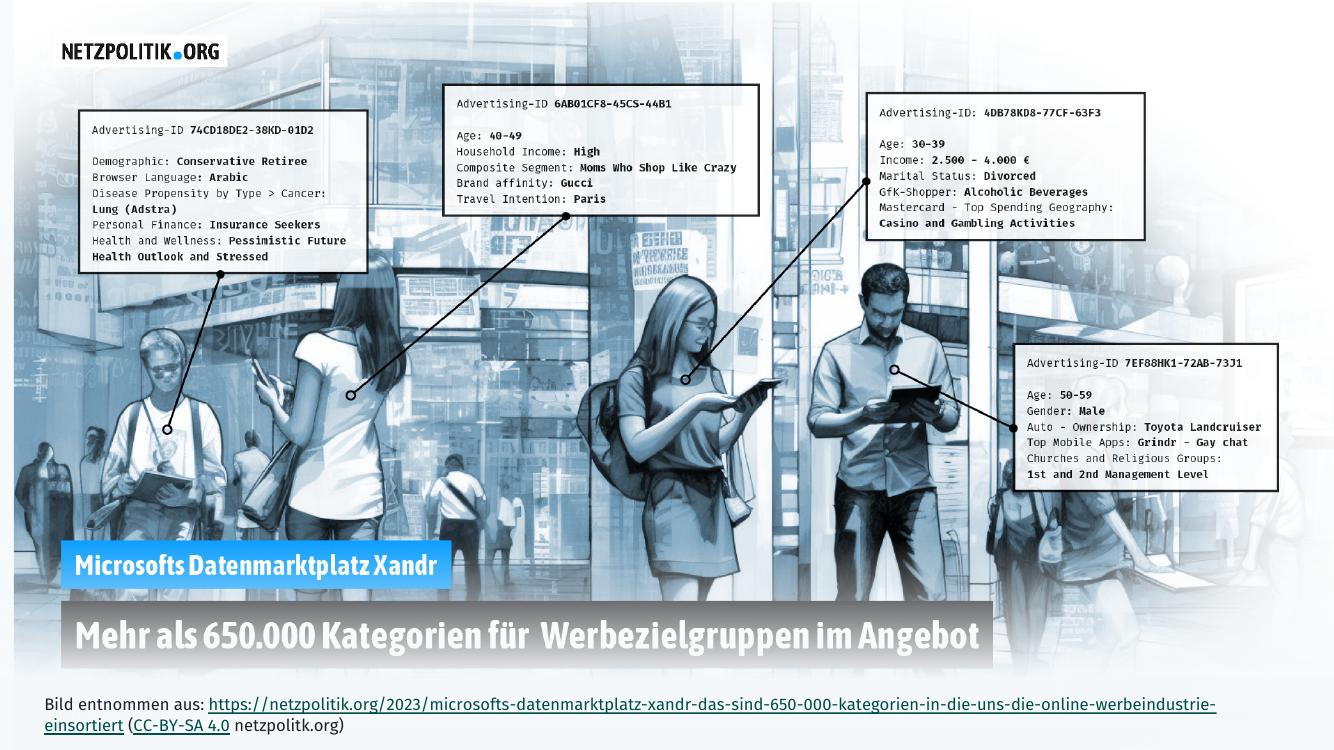 NETZPOLITIK.ORG
Advertising-ID 74CD18DE2-38KD-01D2
Demographic: Conservative Retiree
Browser Language: Arabic
Disease Propensity by Type > Cancer:
Lung (Adstra)
Personal Finance: Insurance Seekers
Health and Wellness: Pessimistic Future
Health Outlook and Stressed
Advertising-ID 6AB01CF8-45CS-44B1
Age: 40-49
Household Income: High
Composite Segment: Moms Who Shop Like Crazy
Brand affinity: Gucci
Travel Intention: Paris
Advertising-ID: 4DB78KD8-77CF-63F3
Age: 30-39
Income: 2.500 - 4.000 €
Marital Status: Divorced
GfK-Shopper: Alcoholic Beverages
Mastercard - Top Spending Geography:
Casino and Gambling Activities
Advertising-ID 7EF88HK1-72AB-73J1
Age: 50-59
Gender: Male
Auto - Ownership: Toyota Landcruiser
Top Mobile Apps: Grindr - Gay chat
Churches and Religious Groups:
1st and 2nd Management Level
Microsofts Datenmarktplatz Xandr
Mehr als 650.000 Kategorien für Werbezielgruppen im Angebot
Bild entnommen aus: https://netzpolitik.org/2023/microsofts-datenmarktplatz-xandr-das-sind-650-000-kategorien-in-die-uns-die-online-werbeindustrie-
einsortiert (CC-BY-SA 4.0 netzpolitk.org)